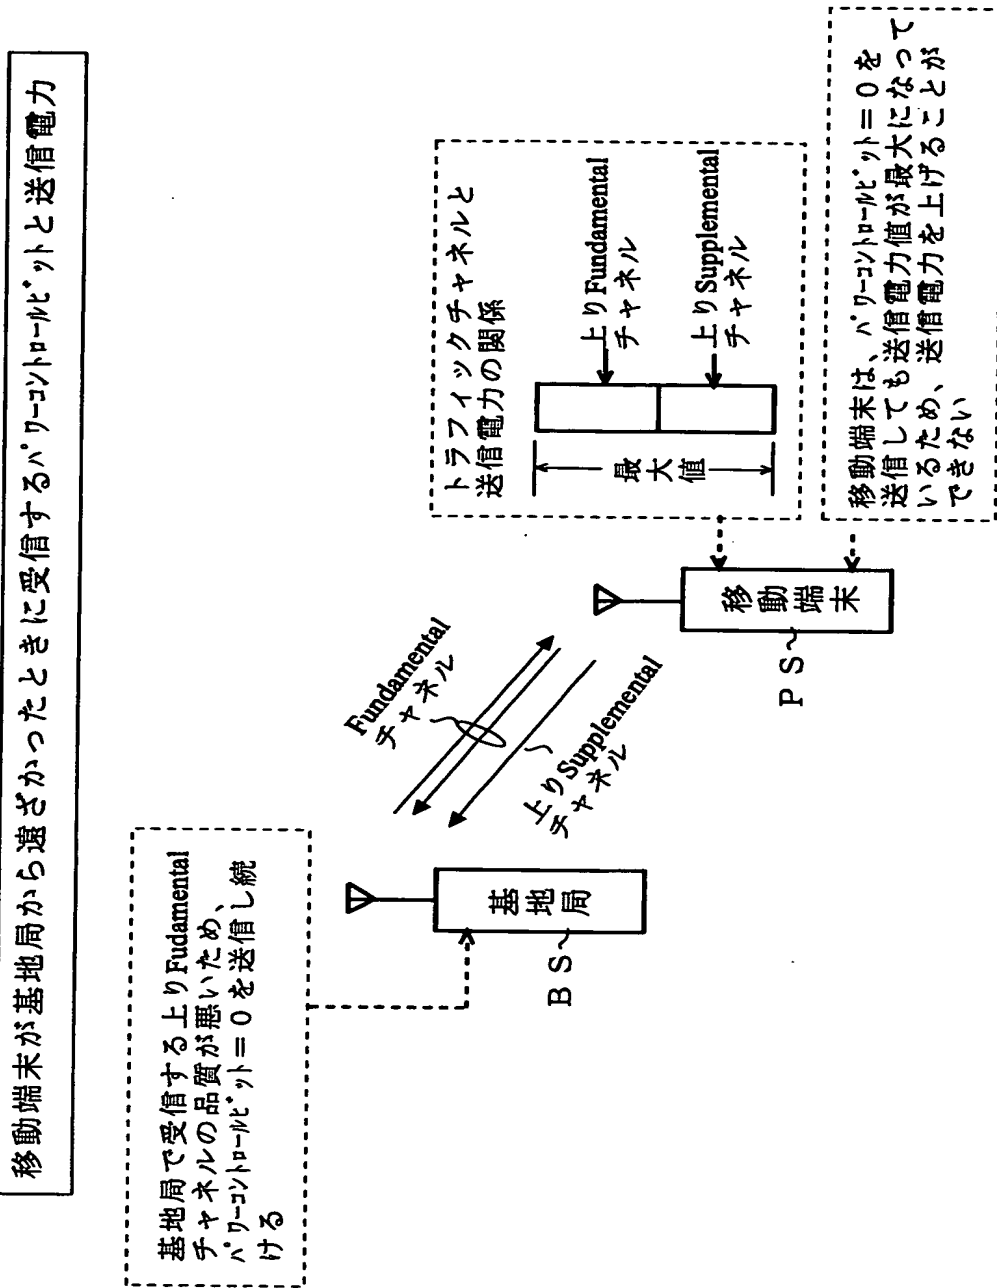 移動端末が基地局から遠ざかったときに受信するﾊﾟﾜｰｺﾝﾄﾛｰﾙﾋﾞｯﾄと送信電力
基地局で受信する上りFudamental
チャネルの品質が悪いため、
ﾊﾟﾜｰｺﾝﾄﾛｰﾙﾋﾞｯﾄ=0を送信し続
ける
基地局
BS
Fundamental
チャネル
上りSupplemental
チャネル
移動端末
PS
トラフィックチャネルと
送信電力の関係
最大値
上りFundamental
チャネル
上りSupplemental
チャネル
移動端末は、ﾊﾟﾜｰｺﾝﾄﾛｰﾙﾋﾞｯﾄ=0を
送信しても送信電力値が最大になって
いるため、送信電力を上げることが
できない